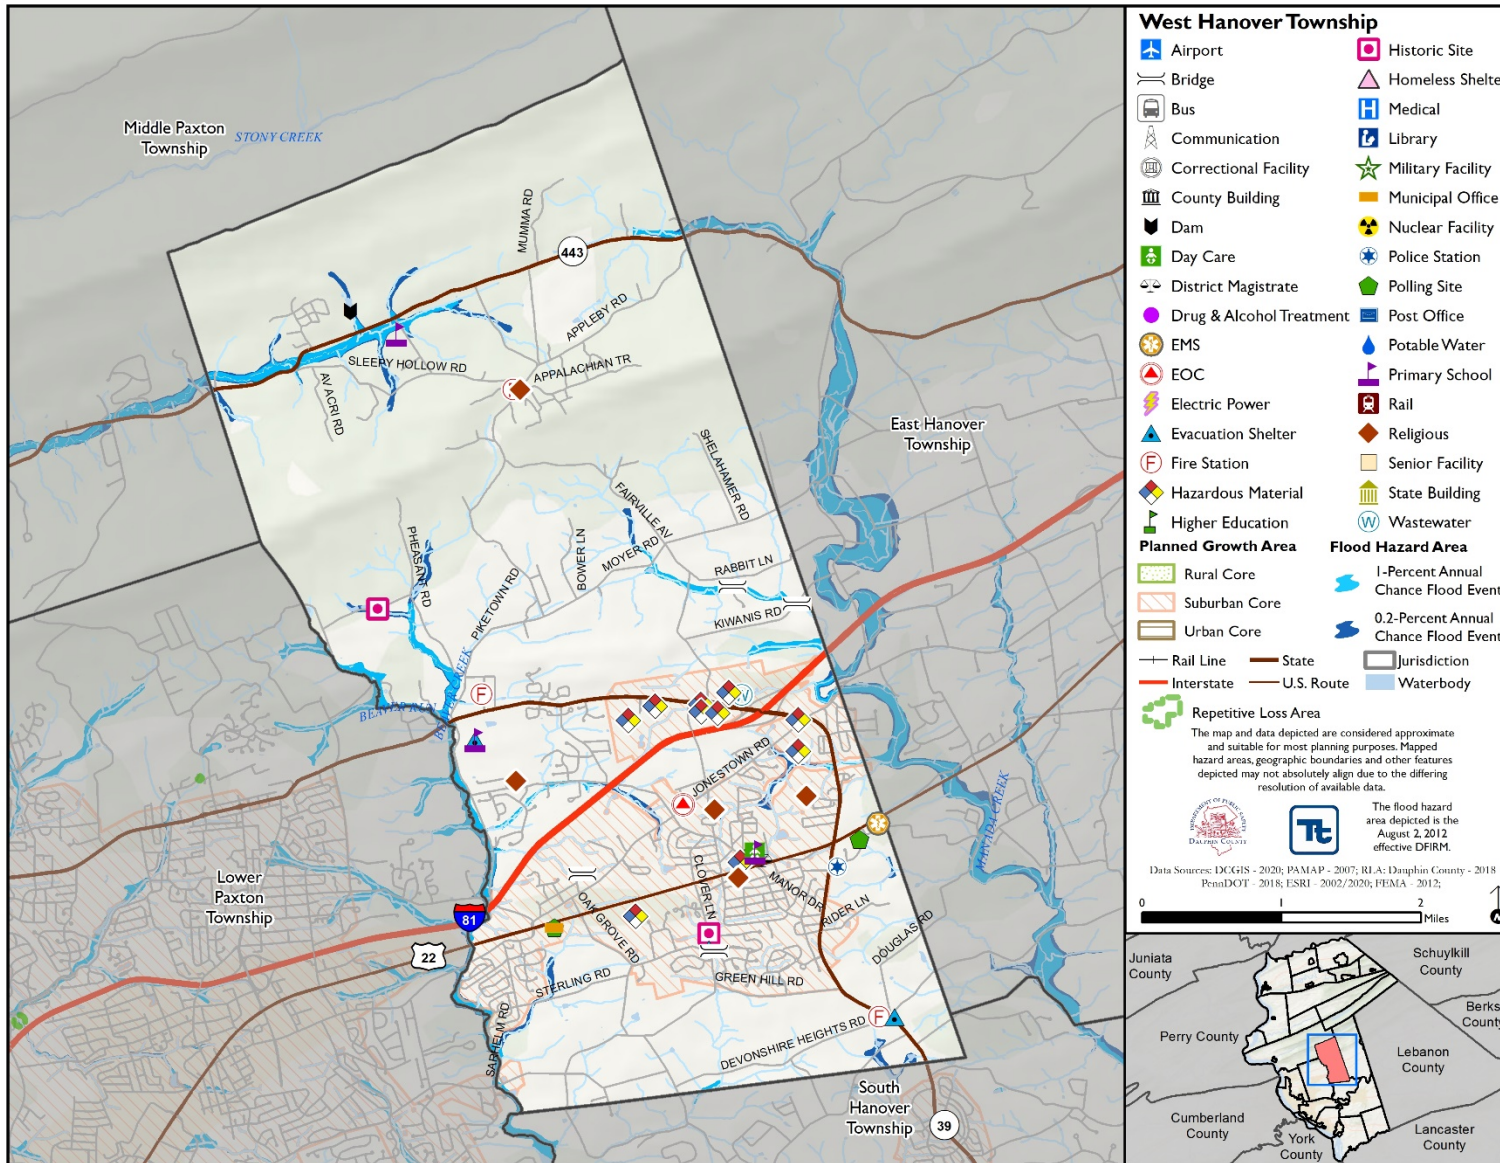 West Hanover Township
Airport
Bridge
Bus
Communication
Correctional Facility
County Building
Dam
Day Care
District Magistrate
Drug & Alcohol Treatment
EMS
EOC
Electric Power
Evacuation Shelter
Fire Station
Hazardous Material
Higher Education
Historic Site
Homeless Shelte
Medical
Library
Military Facility
Municipal Office
Nuclear Facility
Police Station
Polling Site
Post Office
Potable Water
Primary School
Rail
Religious
Senior Facility
State Building
Wastewater
Planned Growth Area
Rural Core
Suburban Core
Urban Core
Flood Hazard Area
1-Percent Annual
Chance Flood Event
0.2-Percent Annual
Chance Flood Event
Rail Line
State
Jurisdiction
Interstate
U.S. Route
Waterbody
Repetitive Loss Area
The map and data depicted are considered approximate
and suitable for most planning purposes. Mapped
hazard areas, geographic boundaries and other features
depicted may not absolutely align due to the differing
resolution of available data.
DEPARTMENT OF PUBLIC SAFETY
DAUPHIN COUNTY
Tt
The flood hazard
area depicted is the
August 2, 2012
effective DFIRM.
Data Sources: DCGIS - 2020; PAMAP - 2007; RLA: Dauphin County - 2018
PennDOT - 2018; ESRI - 2002/2020; FEMA - 2012;
0 1 2
Miles
N
Juniata
County
Schuylkill
County
Berks
County
Perry County
Lebanon
County
Cumberland
County
York
County
Lancaster
County
Middle Paxton
Township
STONY CREEK
MUMMA RD
443
APPLEBY RD
SLEEPY HOLLOW RD
APPALACHIAN TR
AV ACRI RD
East Hanover
Township
SHELAHAMER RD
FAIRVILLE AV
PHEASANT RD
BOWER LN
MOYER RD
RABBIT LN
PIKETOWN RD
KIWANIS RD
F
W
BEAVER RUN
JONESTOWN RD
MANADA CREEK
Lower
Paxton
Township
CLOVER LN
MANOR DR
OAK GROVE RD
RIDER LN
DOUGLAS RD
81
22
STERLING RD
GREEN HILL RD
SARHELM RD
DEVONSHIRE HEIGHTS RD
F
South
Hanover
Township
39